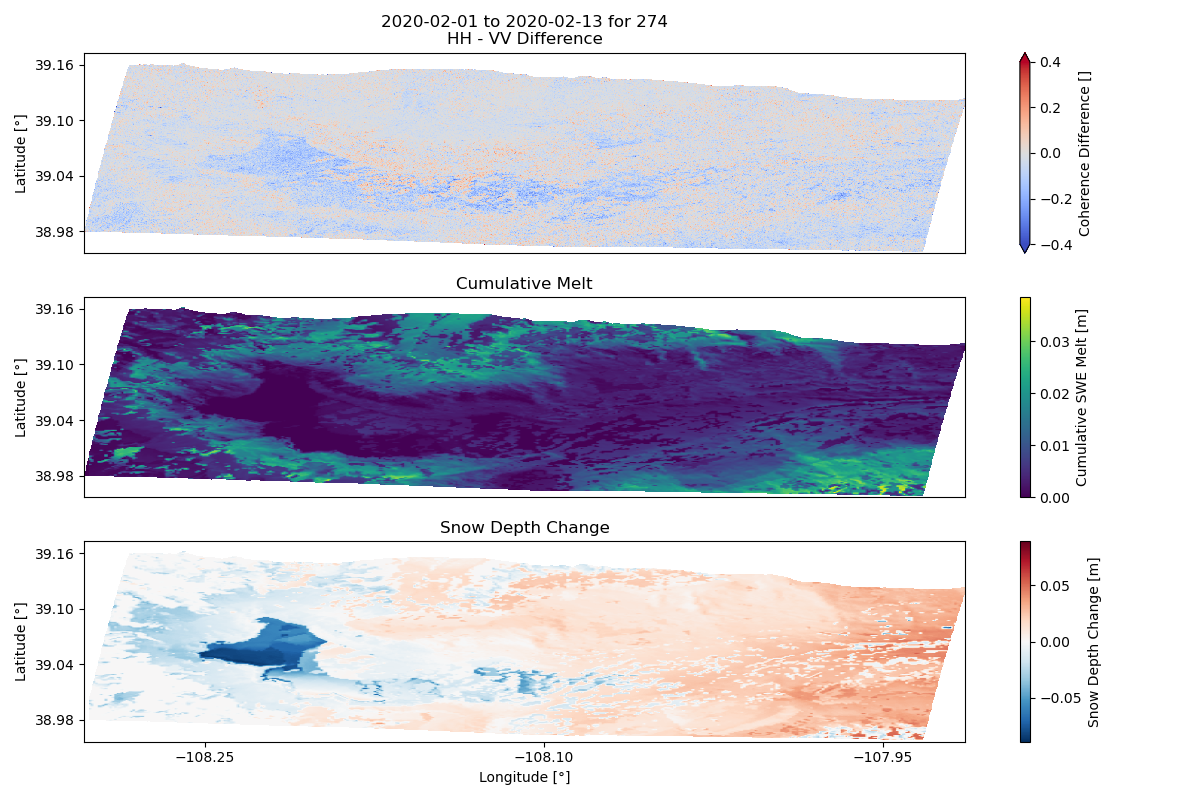 2020-02-01 to 2020-02-13 for 274
HH - VV Difference
39.16
39.10
39.04
38.98
Latitude [°]
0.4
0.2
0.0
−0.2
−0.4
Coherence Difference []
Cumulative Melt
39.16
39.10
39.04
38.98
Latitude [°]
0.03
0.02
0.01
0.00
Cumulative SWE Melt [m]
Snow Depth Change
39.16
39.10
39.04
38.98
Latitude [°]
0.05
0.00
−0.05
Snow Depth Change [m]
−108.25
−108.10
−107.95
Longitude [°]